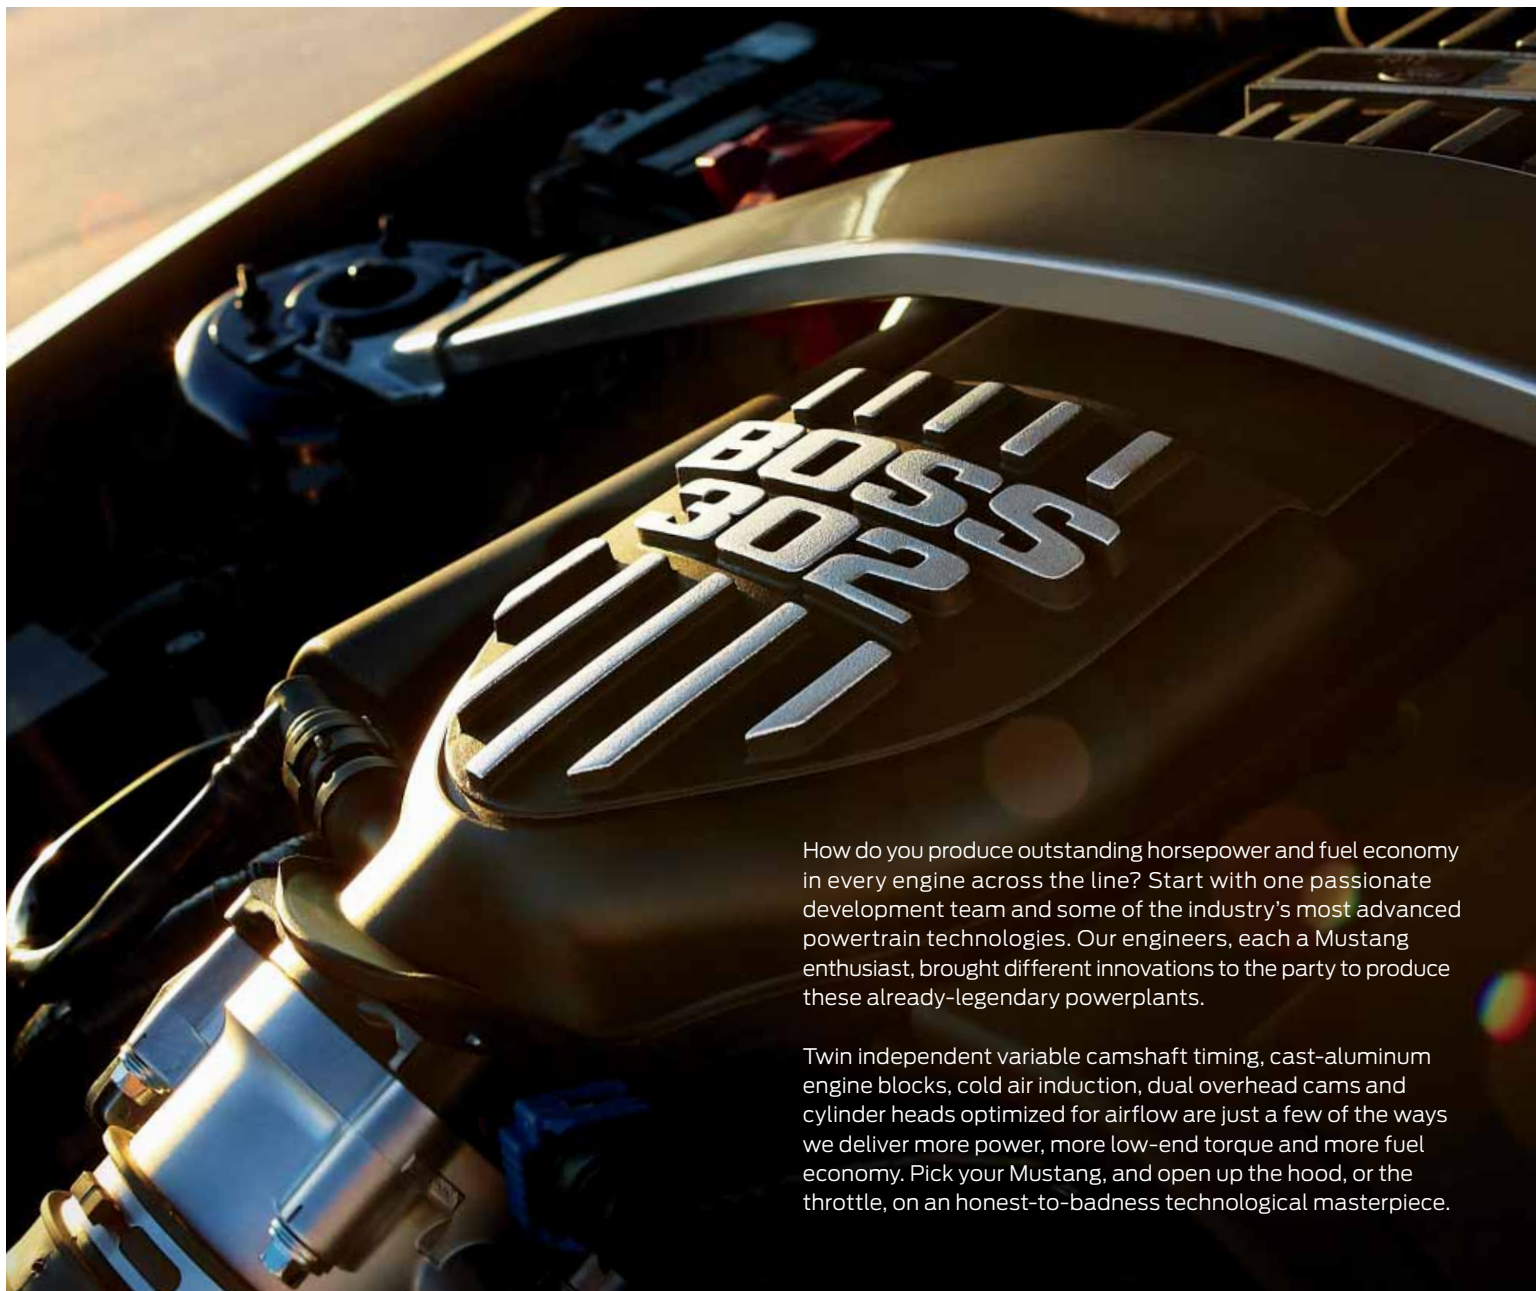 BOSS
302
How do you produce outstanding horsepower and fuel economy
in every engine across the line? Start with one passionate
development team and some of the industry’s most advanced
powertrain technologies. Our engineers, each a Mustang
enthusiast, brought different innovations to the party to produce
these already-legendary powerplants.
Twin independent variable camshaft timing, cast-aluminum
engine blocks, cold air induction, dual overhead cams and
cylinder heads optimized for airflow are just a few of the ways
we deliver more power, more low-end torque and more fuel
economy. Pick your Mustang, and open up the hood, or the
throttle, on an honest-to-badness technological masterpiece.